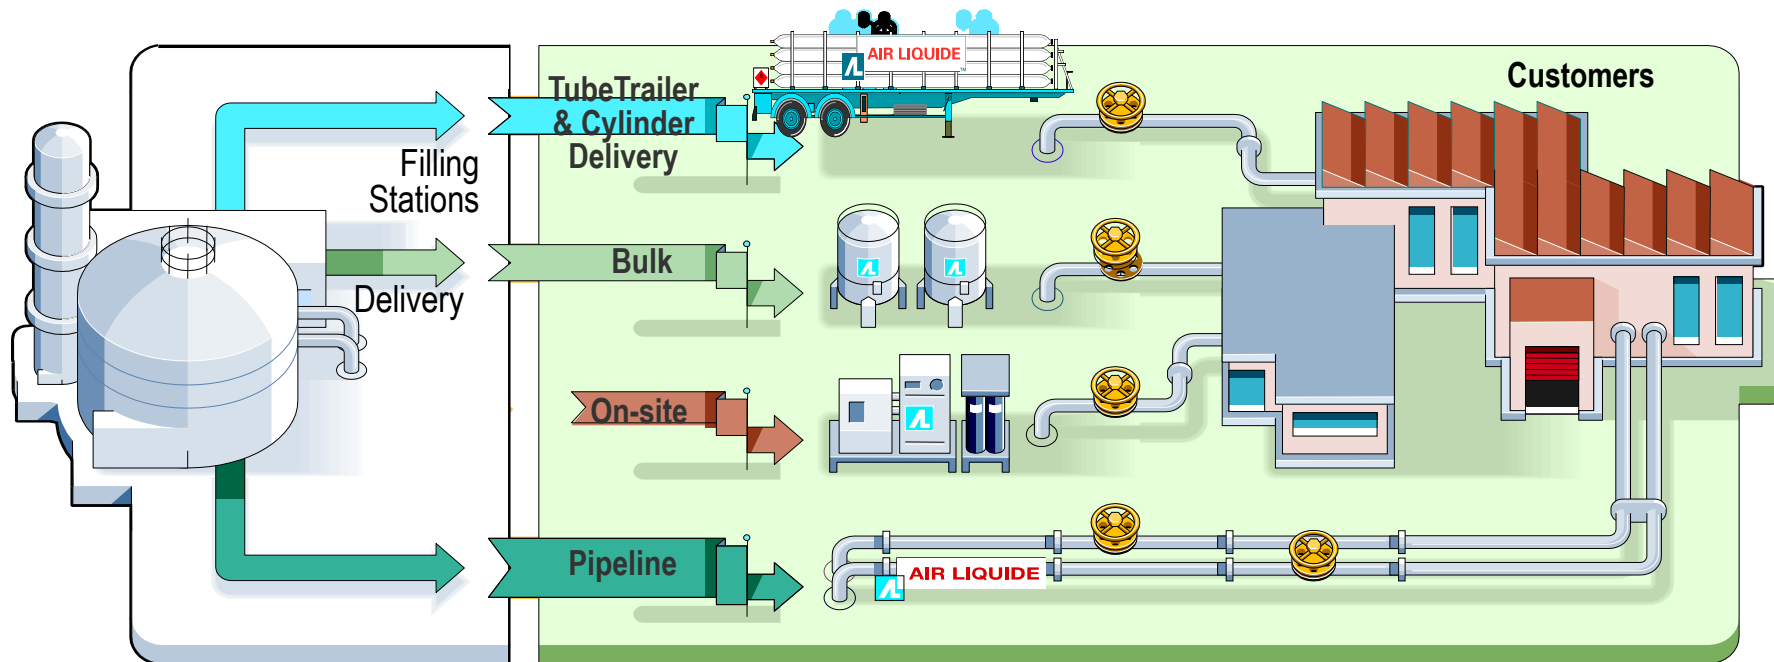 TubeTrailer
& Cylinder
Delivery
AIR LIQUIDE
Customers
Filling
Stations
Bulk
Delivery
On-site
Pipeline
AIR LIQUIDE